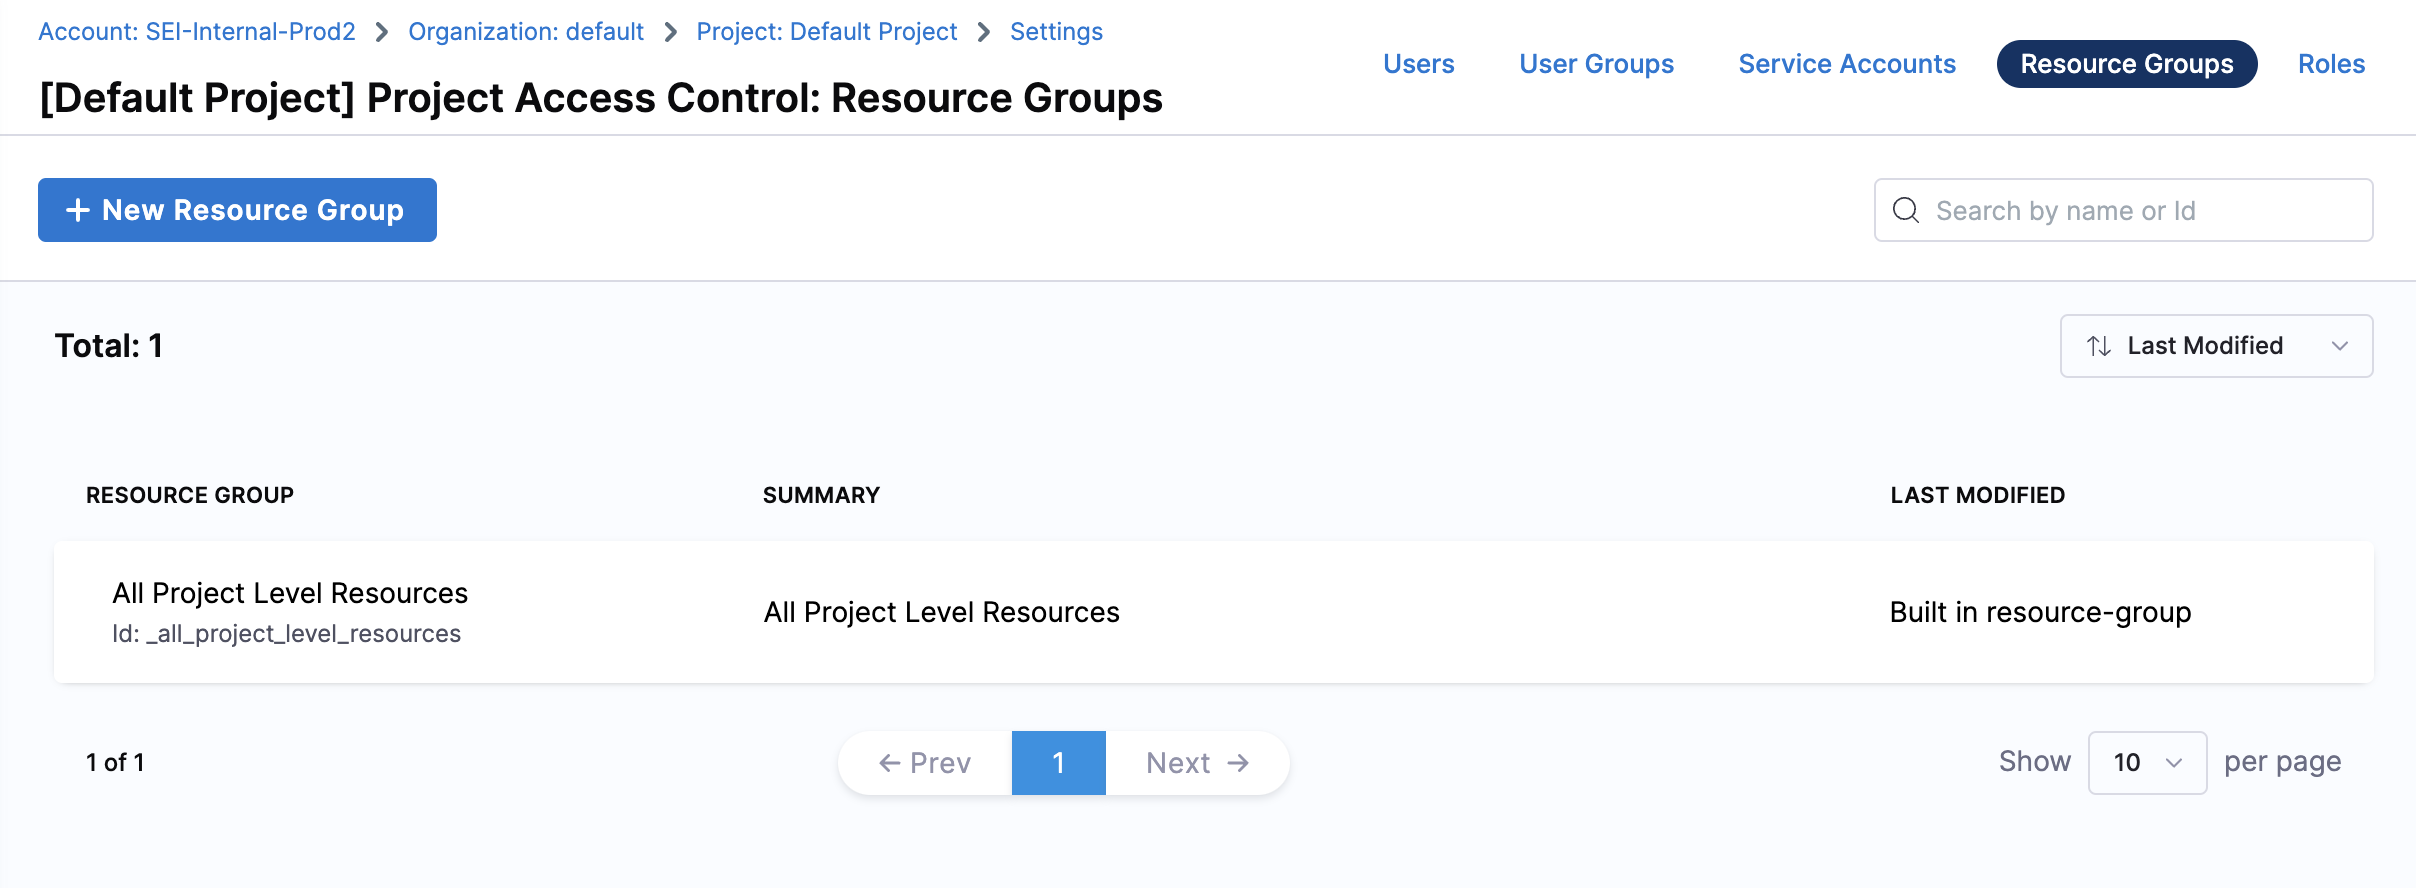 Account: SEI-Internal-Prod2 > Organization: default > Project: Default Project > Settings
[Default Project] Project Access Control: Resource Groups
Users User Groups Service Accounts Resource Groups Roles
+ New Resource Group
Search by name or Id
Total: 1
Last Modified
RESOURCE GROUP SUMMARY LAST MODIFIED
All Project Level Resources
Id: _all_project_level_resources
All Project Level Resources
Built in resource-group
1 of 1
← Prev 1 Next →
Show 10 per page